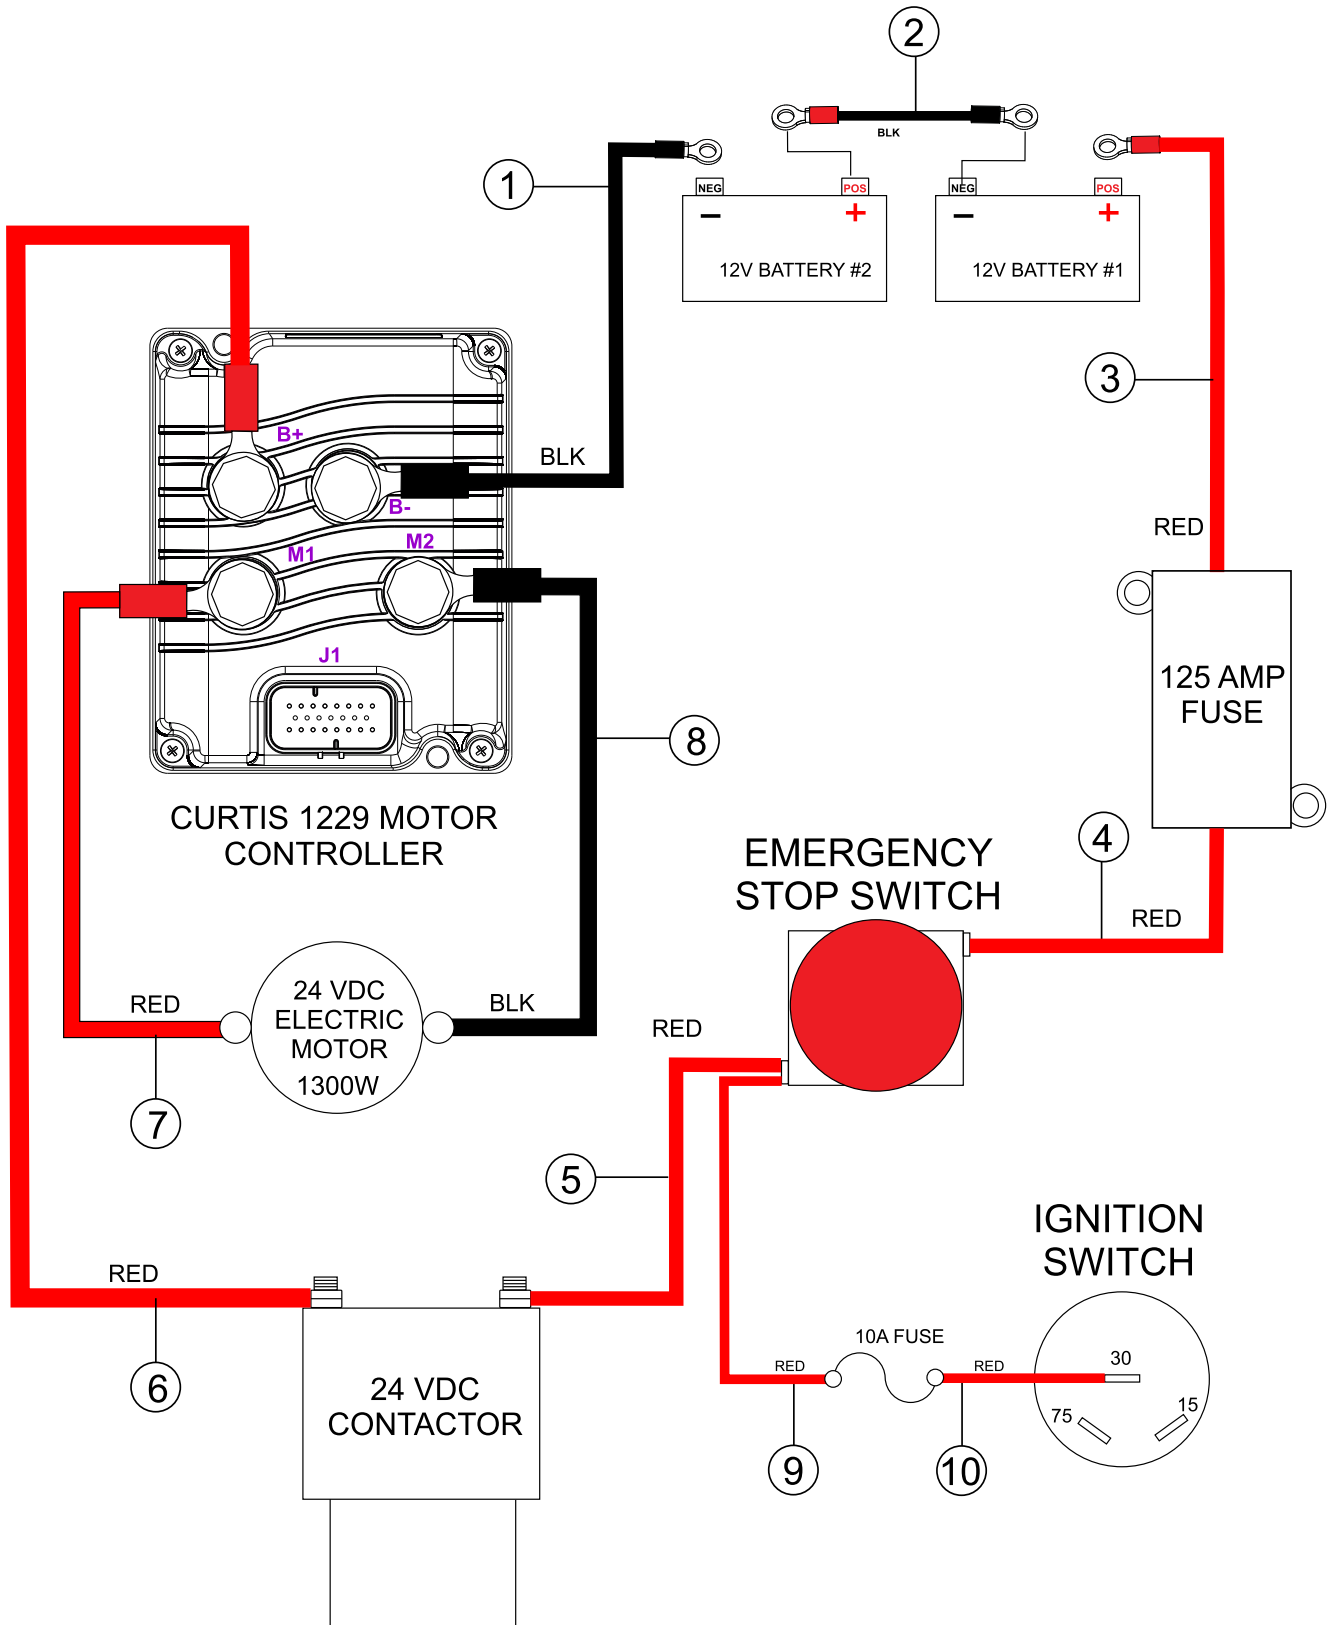 2
BLK
1
NEG
POS
NEG
POS
–
+
–
+
12V BATTERY #2
12V BATTERY #1
3
B+
BLK
B-
RED
M1
M2
J1
125 AMP
FUSE
8
CURTIS 1229 MOTOR
CONTROLLER
4
EMERGENCY
STOP SWITCH
RED
24 VDC
ELECTRIC
MOTOR
1300W
RED
BLK
RED
7
5
IGNITION
SWITCH
RED
10A FUSE
RED
RED
30
75
15
6
24 VDC
CONTACTOR
9
10